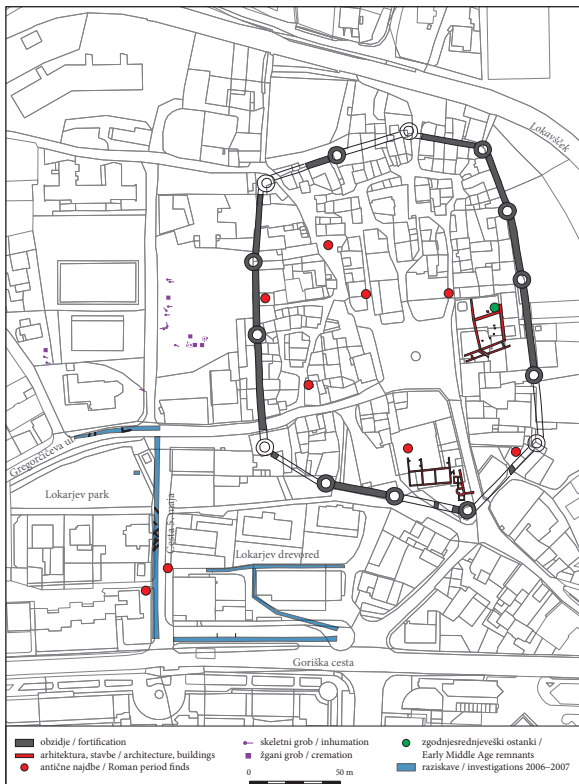 Lokavšček
Gregorčičeva ul
Lokarjev park
Cesta 5. maja
Lokarjev drevored
Goriška cesta
obzidje / fortification
arhitektura, stavbe / architecture, buildings
antične najdbe / Roman period finds
skeletni grob / inhumation
žgani grob / cremation
0 50 m
zgodnjesrednjeveški ostanki /
Early Middle Age remnants
raziskave / investigations 2006–2007